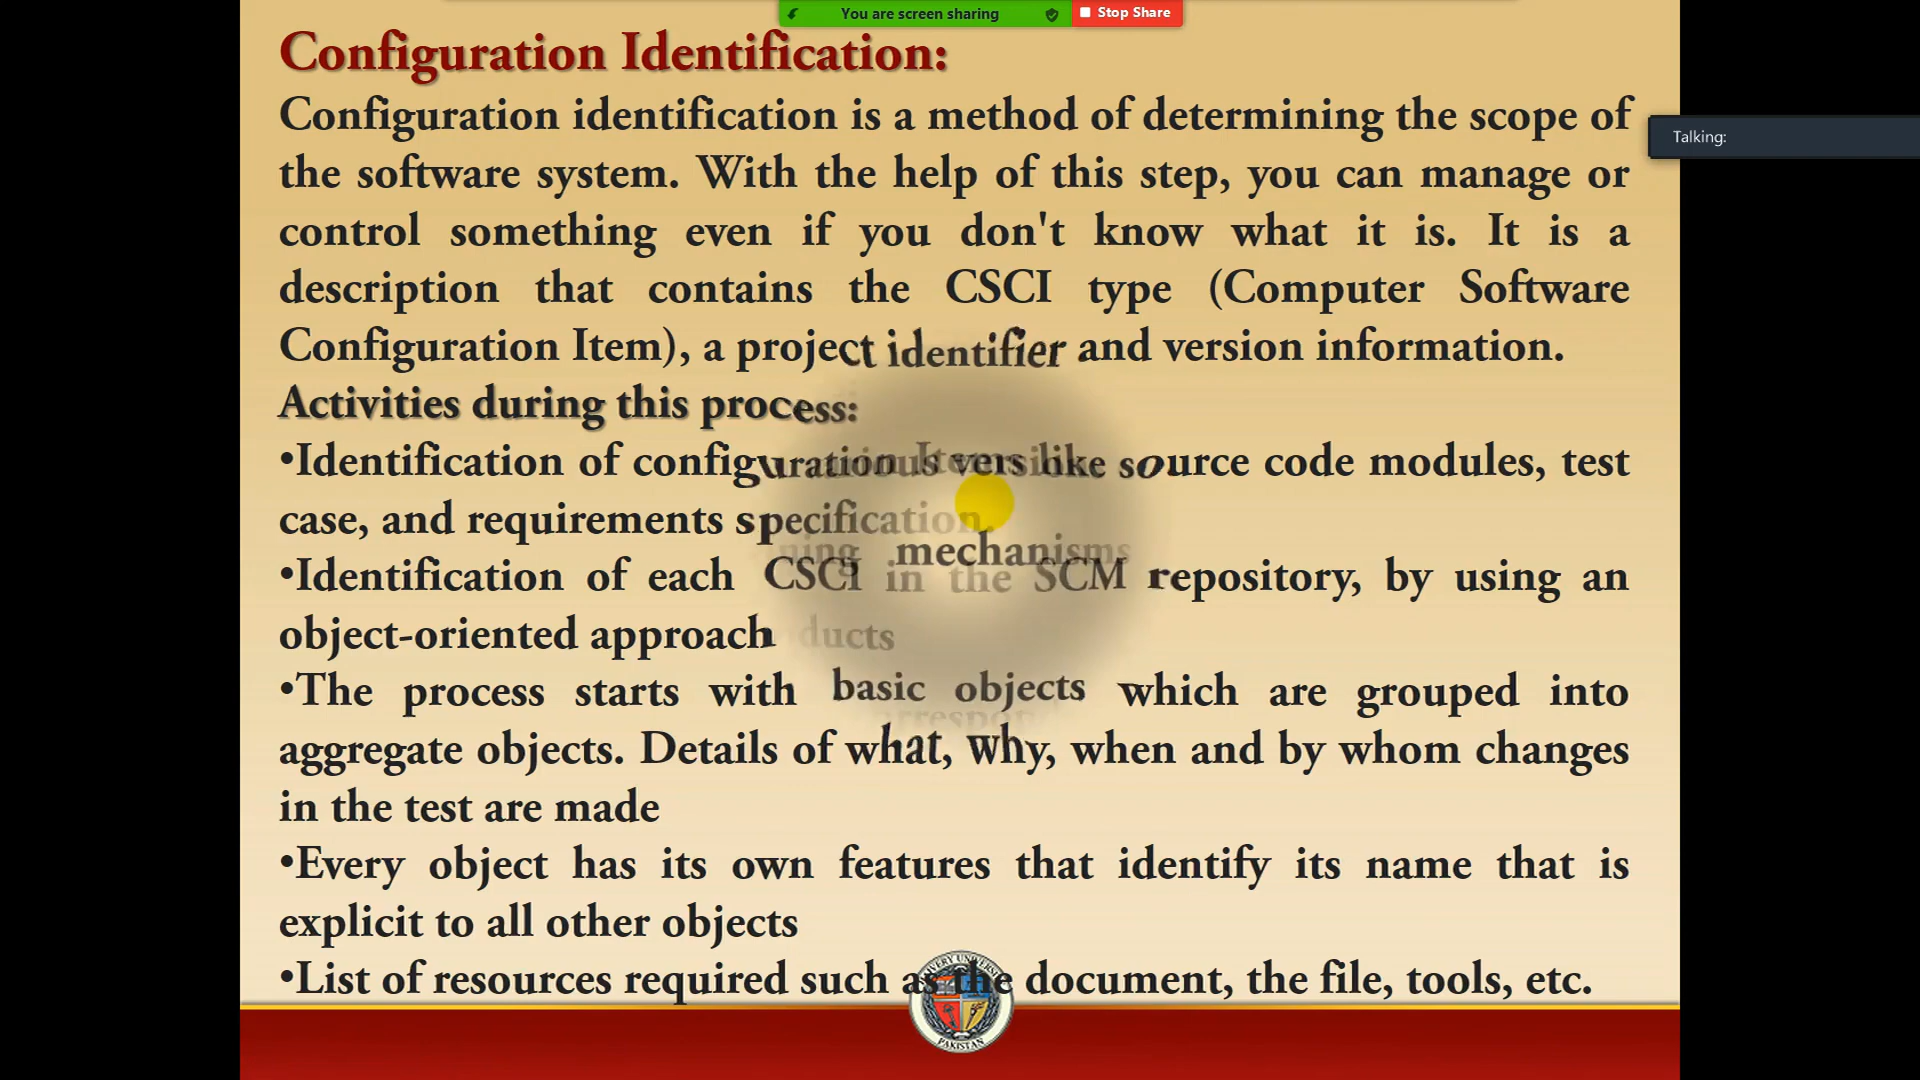 You are screen sharing
Stop Share
Configuration Identification:
Talking:
Configuration identification is a method of determining the scope of
the software system. With the help of this step, you can manage or
control something even if you don't know what it is. It is a
description that contains the CSCI type (Computer Software
Configuration Item), a project identifier and version information.
Activities during this process:
•Identification of configuration Items like source code modules, test
case, and requirements specification.
mechanisms
•Identification of each CSCI in the SCM repository, by using an
object-oriented approach
ducts
•The process starts with basic objects which are grouped into
aggregate objects. Details of what, why, when and by whom changes
in the test are made
•Every object has its own features that identify its name that is
explicit to all other objects
•List of resources required such as the document, the file, tools, etc.
PAKISTAN